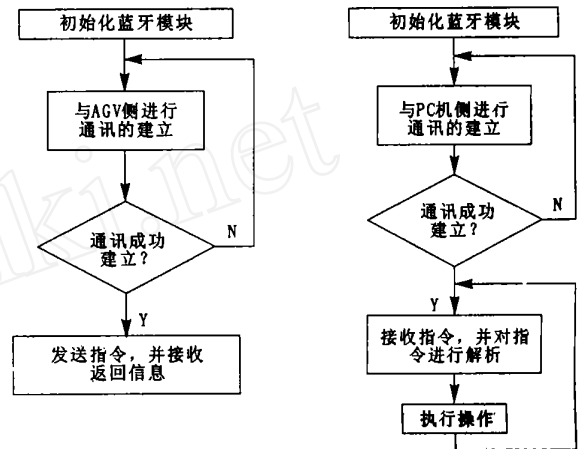 初始化蓝牙模块
与AGV侧进行
通讯的建立
通讯成功
建立?
N
Y
发送指令,并接收
返回信息
初始化蓝牙模块
与PC机侧进行
通讯的建立
通讯成功
建立?
N
Y
接收指令,并对指
令进行解析
执行操作